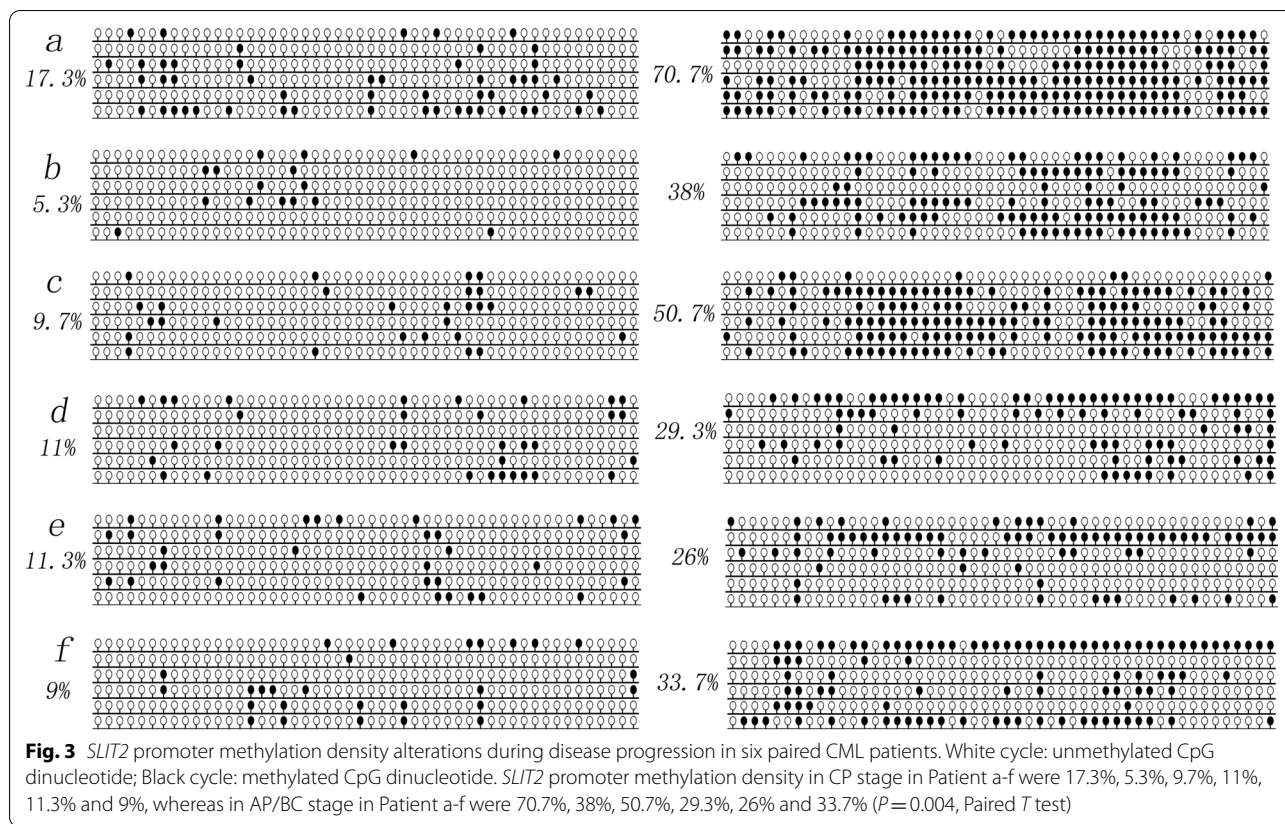 a
17.3%
70.7%
b
5.3%
38%
c
9.7%
50.7%
d
11%
29.3%
e
11.3%
26%
f
9%
33.7%
Fig. 3 SLIT2 promoter methylation density alterations during disease progression in six paired CML patients. White cycle: unmethylated CpG
dinucleotide; Black cycle: methylated CpG dinucleotide. SLIT2 promoter methylation density in CP stage in Patient a-f were 17.3%, 5.3%, 9.7%, 11%,
11.3% and 9%, whereas in AP/BC stage in Patient a-f were 70.7%, 38%, 50.7%, 29.3%, 26% and 33.7% (P = 0.004, Paired T test)